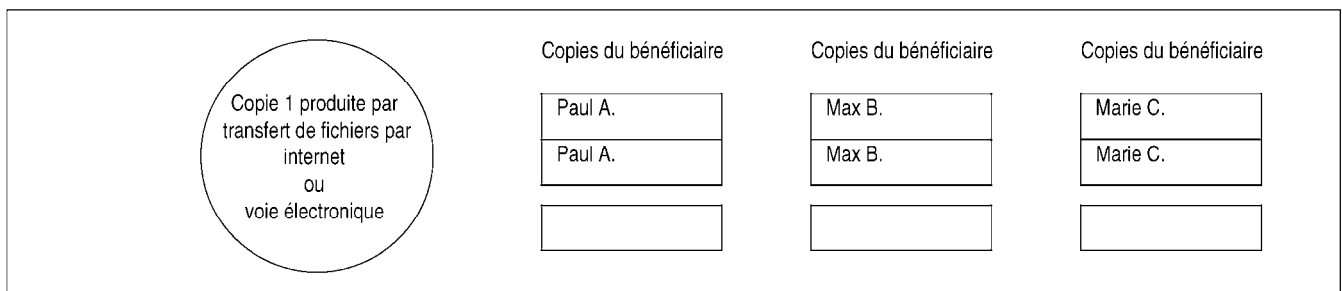 Copie 1 produite par
transfert de fichiers par
internet
ou
voie électronique
Copies du bénéficiaire
Paul A.
Paul A.
Copies du bénéficiaire
Max B.
Max B.
Copies du bénéficiaire
Marie C.
Marie C.